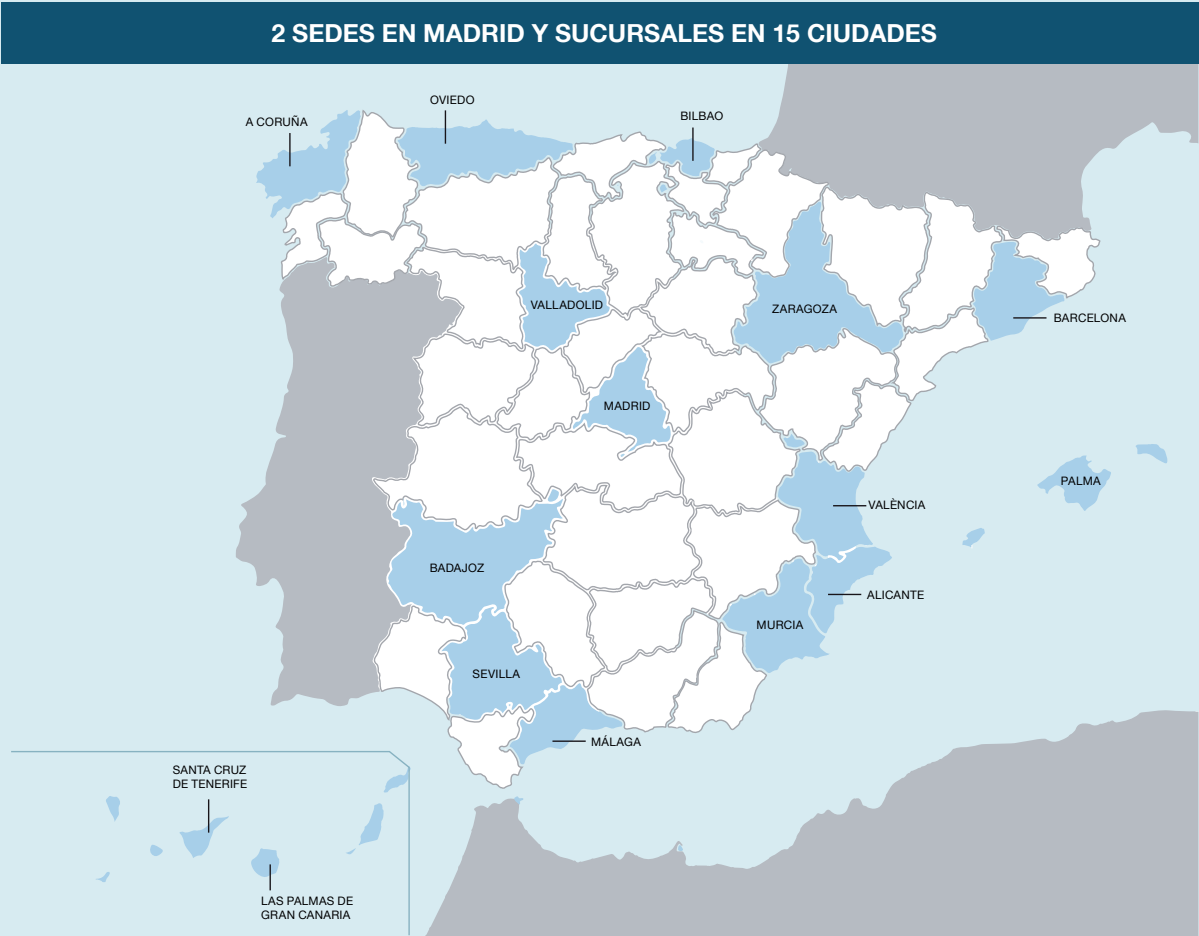 2 SEDES EN MADRID Y SUCURSALES EN 15 CIUDADES
OVIEDO
A CORUÑA
BILBAO
VALLADOLID
ZARAGOZA
BARCELONA
MADRID
PALMA
VALÈNCIA
BADAJOZ
ALICANTE
MURCIA
SEVILLA
MÁLAGA
SANTA CRUZ
DE TENERIFE
LAS PALMAS DE
GRAN CANARIA